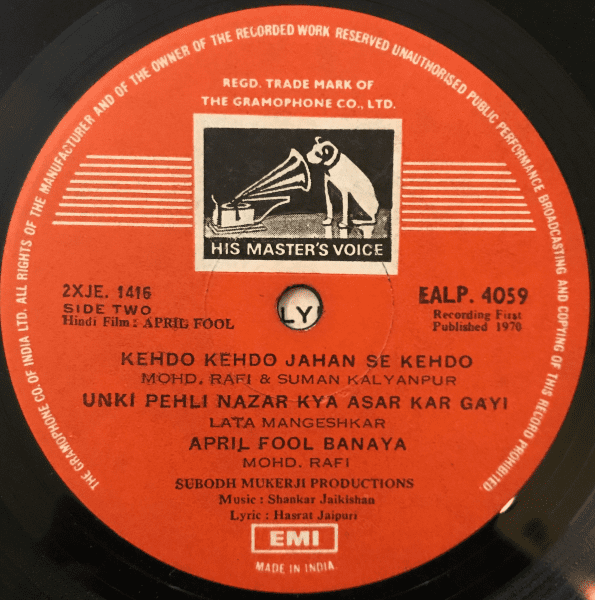 THE GRAMOPHONE CO. OF INDIA LTD. ALL RIGHTS OF THE MANUFACTURER AND OF THE OWNER OF THE RECORDED WORK RESERVED UNAUTHORISED PUBLIC PERFORMANCE BROADCASTING AND COPYING OF THIS RECORD PROHIBITED.
REGD. TRADE MARK OF
THE GRAMOPHONE CO., LTD.
HIS MASTER'S VOICE
2XJE. 1416
SIDE TWO
Hindi Film : APRIL FOOL
LY
EALP. 4059
Recording First
Published 1970
KEHDO KEHDO JAHAN SE KEHDO
MOHD. RAFI & SUMAN KALYANPUR
UNKI PEHLI NAZAR KYA ASAR KAR GAYI
LATA MANGESHKAR
APRIL FOOL BANAYA
MOHD. RAFI
SUBODH MUKERJI PRODUCTIONS
Music : Shankar Jaikishan
Lyric : Hasrat Jaipuri
EMI
MADE IN INDIA.